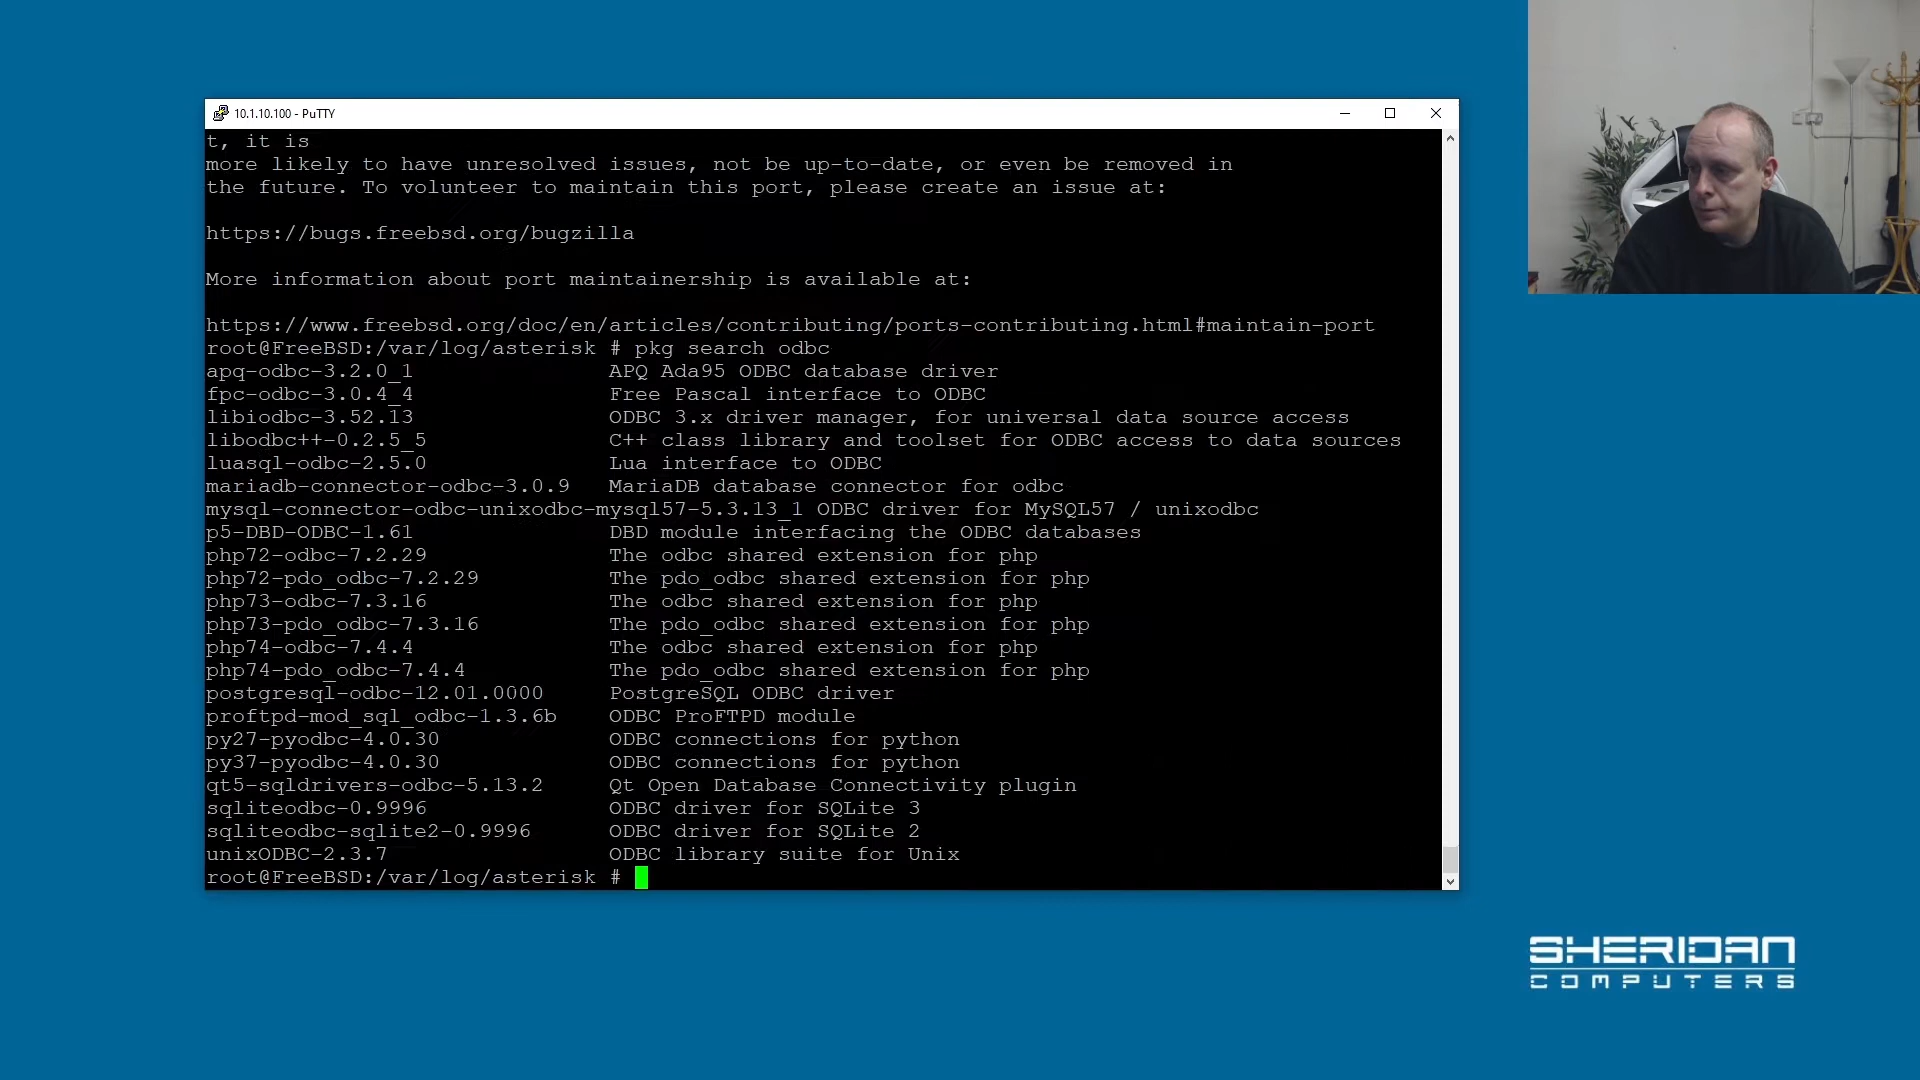 10.1.10.100 - PuTTY
t, it is
more likely to have unresolved issues, not be up-to-date, or even be removed in
the future. To volunteer to maintain this port, please create an issue at:
https://bugs.freebsd.org/bugzilla
More information about port maintainership is available at:
https://www.freebsd.org/doc/en/articles/contributing/ports-contributing.html#maintain-port
root@FreeBSD:/var/log/asterisk # pkg search odbc
apq-odbc-3.2.0_1 APQ Ada95 ODBC database driver
fpc-odbc-3.0.4_4 Free Pascal interface to ODBC
libiodbc-3.52.13 ODBC 3.x driver manager, for universal data source access
libodbc++-0.2.5_5 C++ class library and toolset for ODBC access to data sources
luasql-odbc-2.5.0 Lua interface to ODBC
mariadb-connector-odbc-3.0.9 MariaDB database connector for odbc
mysql-connector-odbc-unixodbc-mysql57-5.3.13_1 ODBC driver for MySQL57 / unixodbc
p5-DBD-ODBC-1.61 DBD module interfacing the ODBC databases
php72-odbc-7.2.29 The odbc shared extension for php
php72-pdo_odbc-7.2.29 The pdo_odbc shared extension for php
php73-odbc-7.3.16 The odbc shared extension for php
php73-pdo_odbc-7.3.16 The pdo_odbc shared extension for php
php74-odbc-7.4.4 The odbc shared extension for php
php74-pdo_odbc-7.4.4 The pdo_odbc shared extension for php
postgresql-odbc-12.01.0000 PostgreSQL ODBC driver
proftpd-mod_sql_odbc-1.3.6b ODBC ProFTPD module
py27-pyodbc-4.0.30 ODBC connections for python
py37-pyodbc-4.0.30 ODBC connections for python
qt5-sqldrivers-odbc-5.13.2 Qt Open Database Connectivity plugin
sqliteodbc-0.9996 ODBC driver for SQLite 3
sqliteodbc-sqlite2-0.9996 ODBC driver for SQLite 2
unixODBC-2.3.7 ODBC library suite for Unix
root@FreeBSD:/var/log/asterisk #
SHERIDAN
COMPUTERS